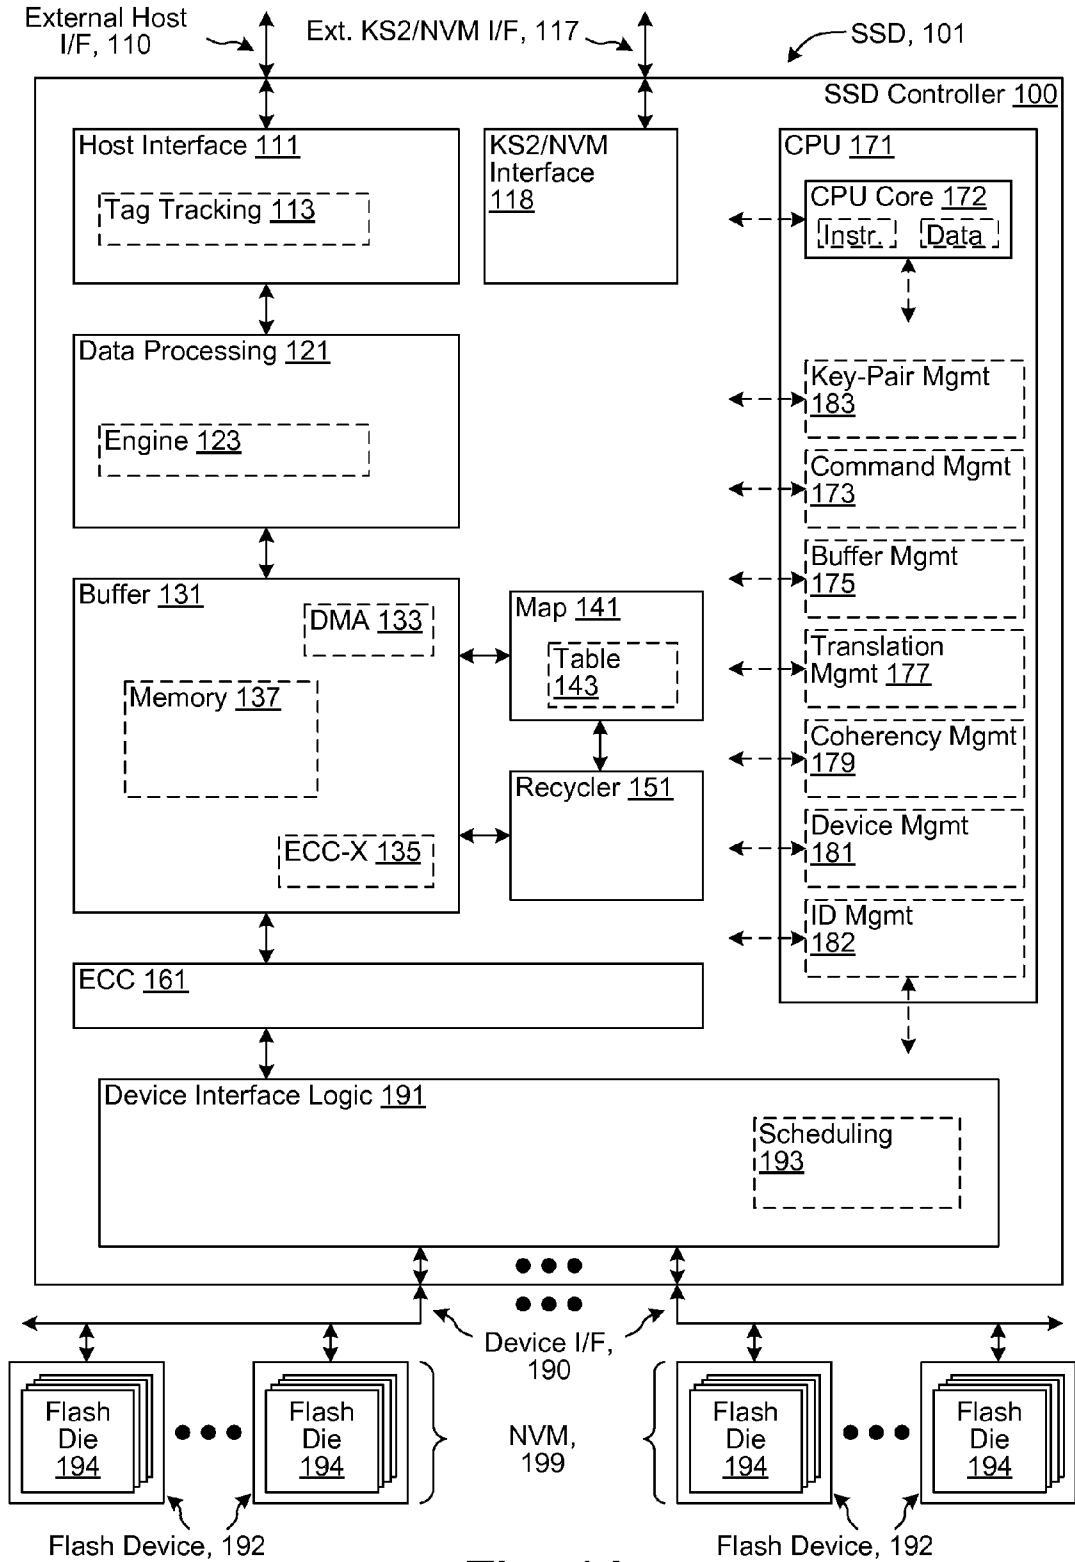 External Host
I/F, 110
Ext. KS2/NVM I/F, 117
SSD, 101
SSD Controller 100
Host Interface 111
Tag Tracking 113
KS2/NVM
Interface
118
CPU 171
CPU Core 172
Instr.
Data
Data Processing 121
Engine 123
Key-Pair Mgmt
183
Command Mgmt
173
Buffer Mgmt
175
Translation
Mgmt 177
Coherency Mgmt
179
Device Mgmt
181
ID Mgmt
182
Buffer 131
DMA 133
Memory 137
ECC-X 135
Map 141
Table
143
Recycler 151
ECC 161
Device Interface Logic 191
Scheduling
193
Device I/F,
190
Flash
Die
194
Flash
Die
194
NVM,
199
Flash
Die
194
Flash
Die
194
Flash Device, 192
Flash Device, 192